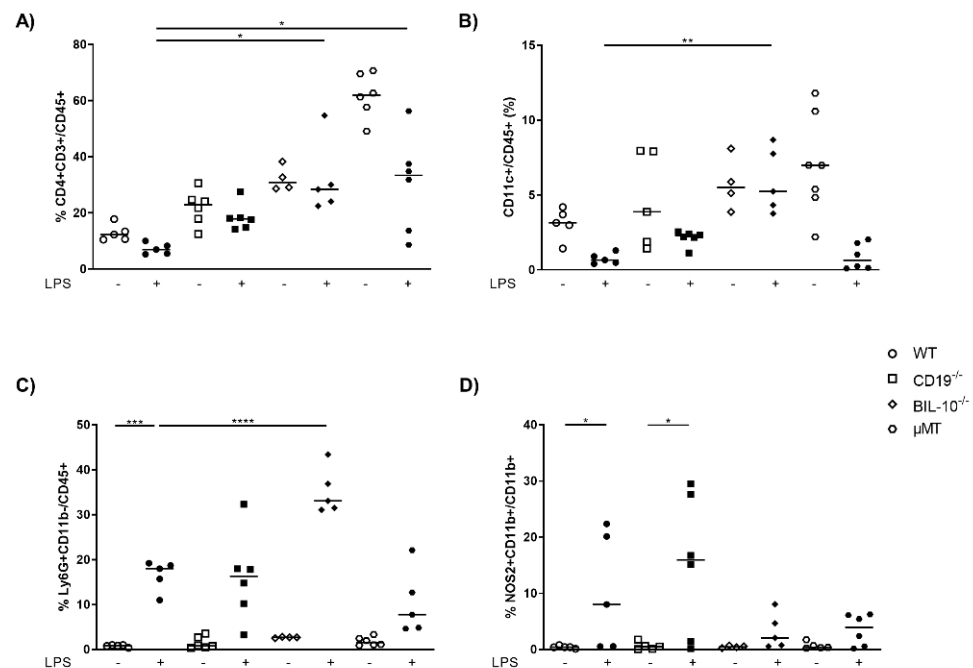 A)
*
*
% CD4+CD3+/CD45+
80
60
40
20
0
LPS - + - + - + - +
B)
**
CD11c+/CD45+ (%)
15
10
5
0
LPS - + - + - + - +
C)
*** ****
% Ly6G+CD11b-/CD45+
50
40
30
20
10
0
LPS - + - + - + - +
D)
* *
% NOS2+CD11b+/CD11b+
40
30
20
10
0
LPS - + - + - + - +
WT
CD19-/-
BIL-10-/-
μMT